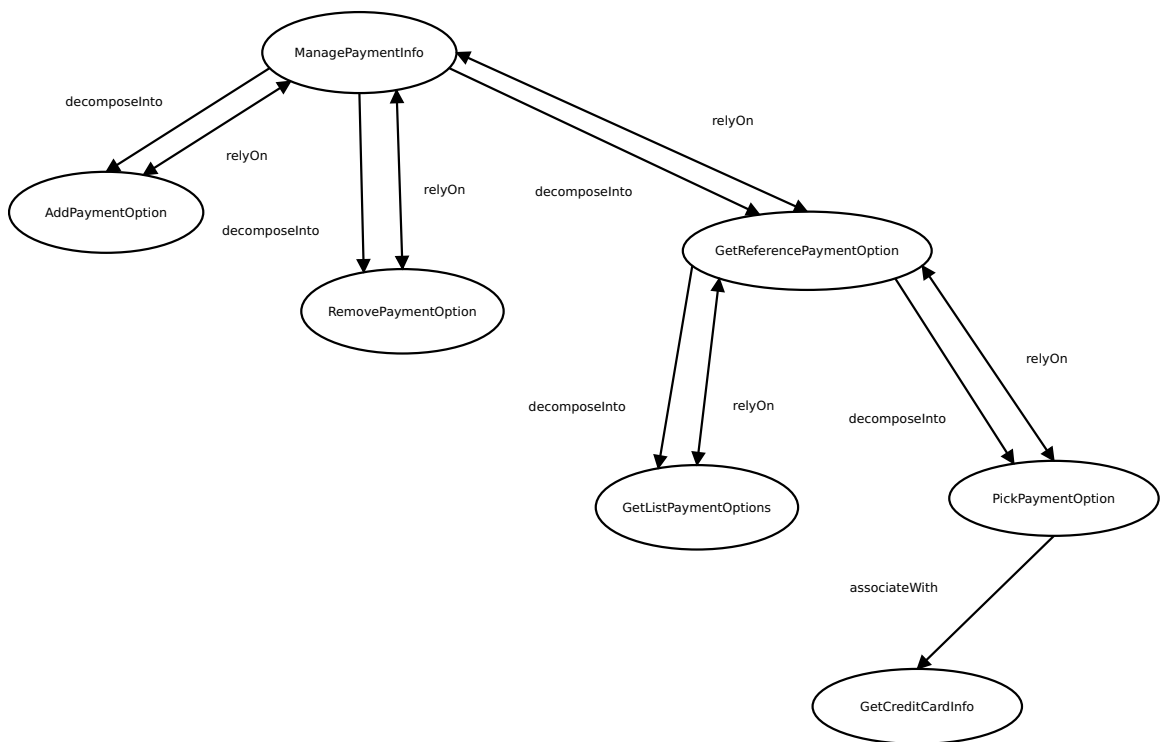 ManagePaymentInfo
decomposeInto
relyOn
relyOn
AddPaymentOption
decomposeInto
relyOn
decomposeInto
GetReferencePaymentOption
RemovePaymentOption
decomposeInto
relyOn
decomposeInto
relyOn
GetListPaymentOptions
PickPaymentOption
associateWith
GetCreditCardInfo